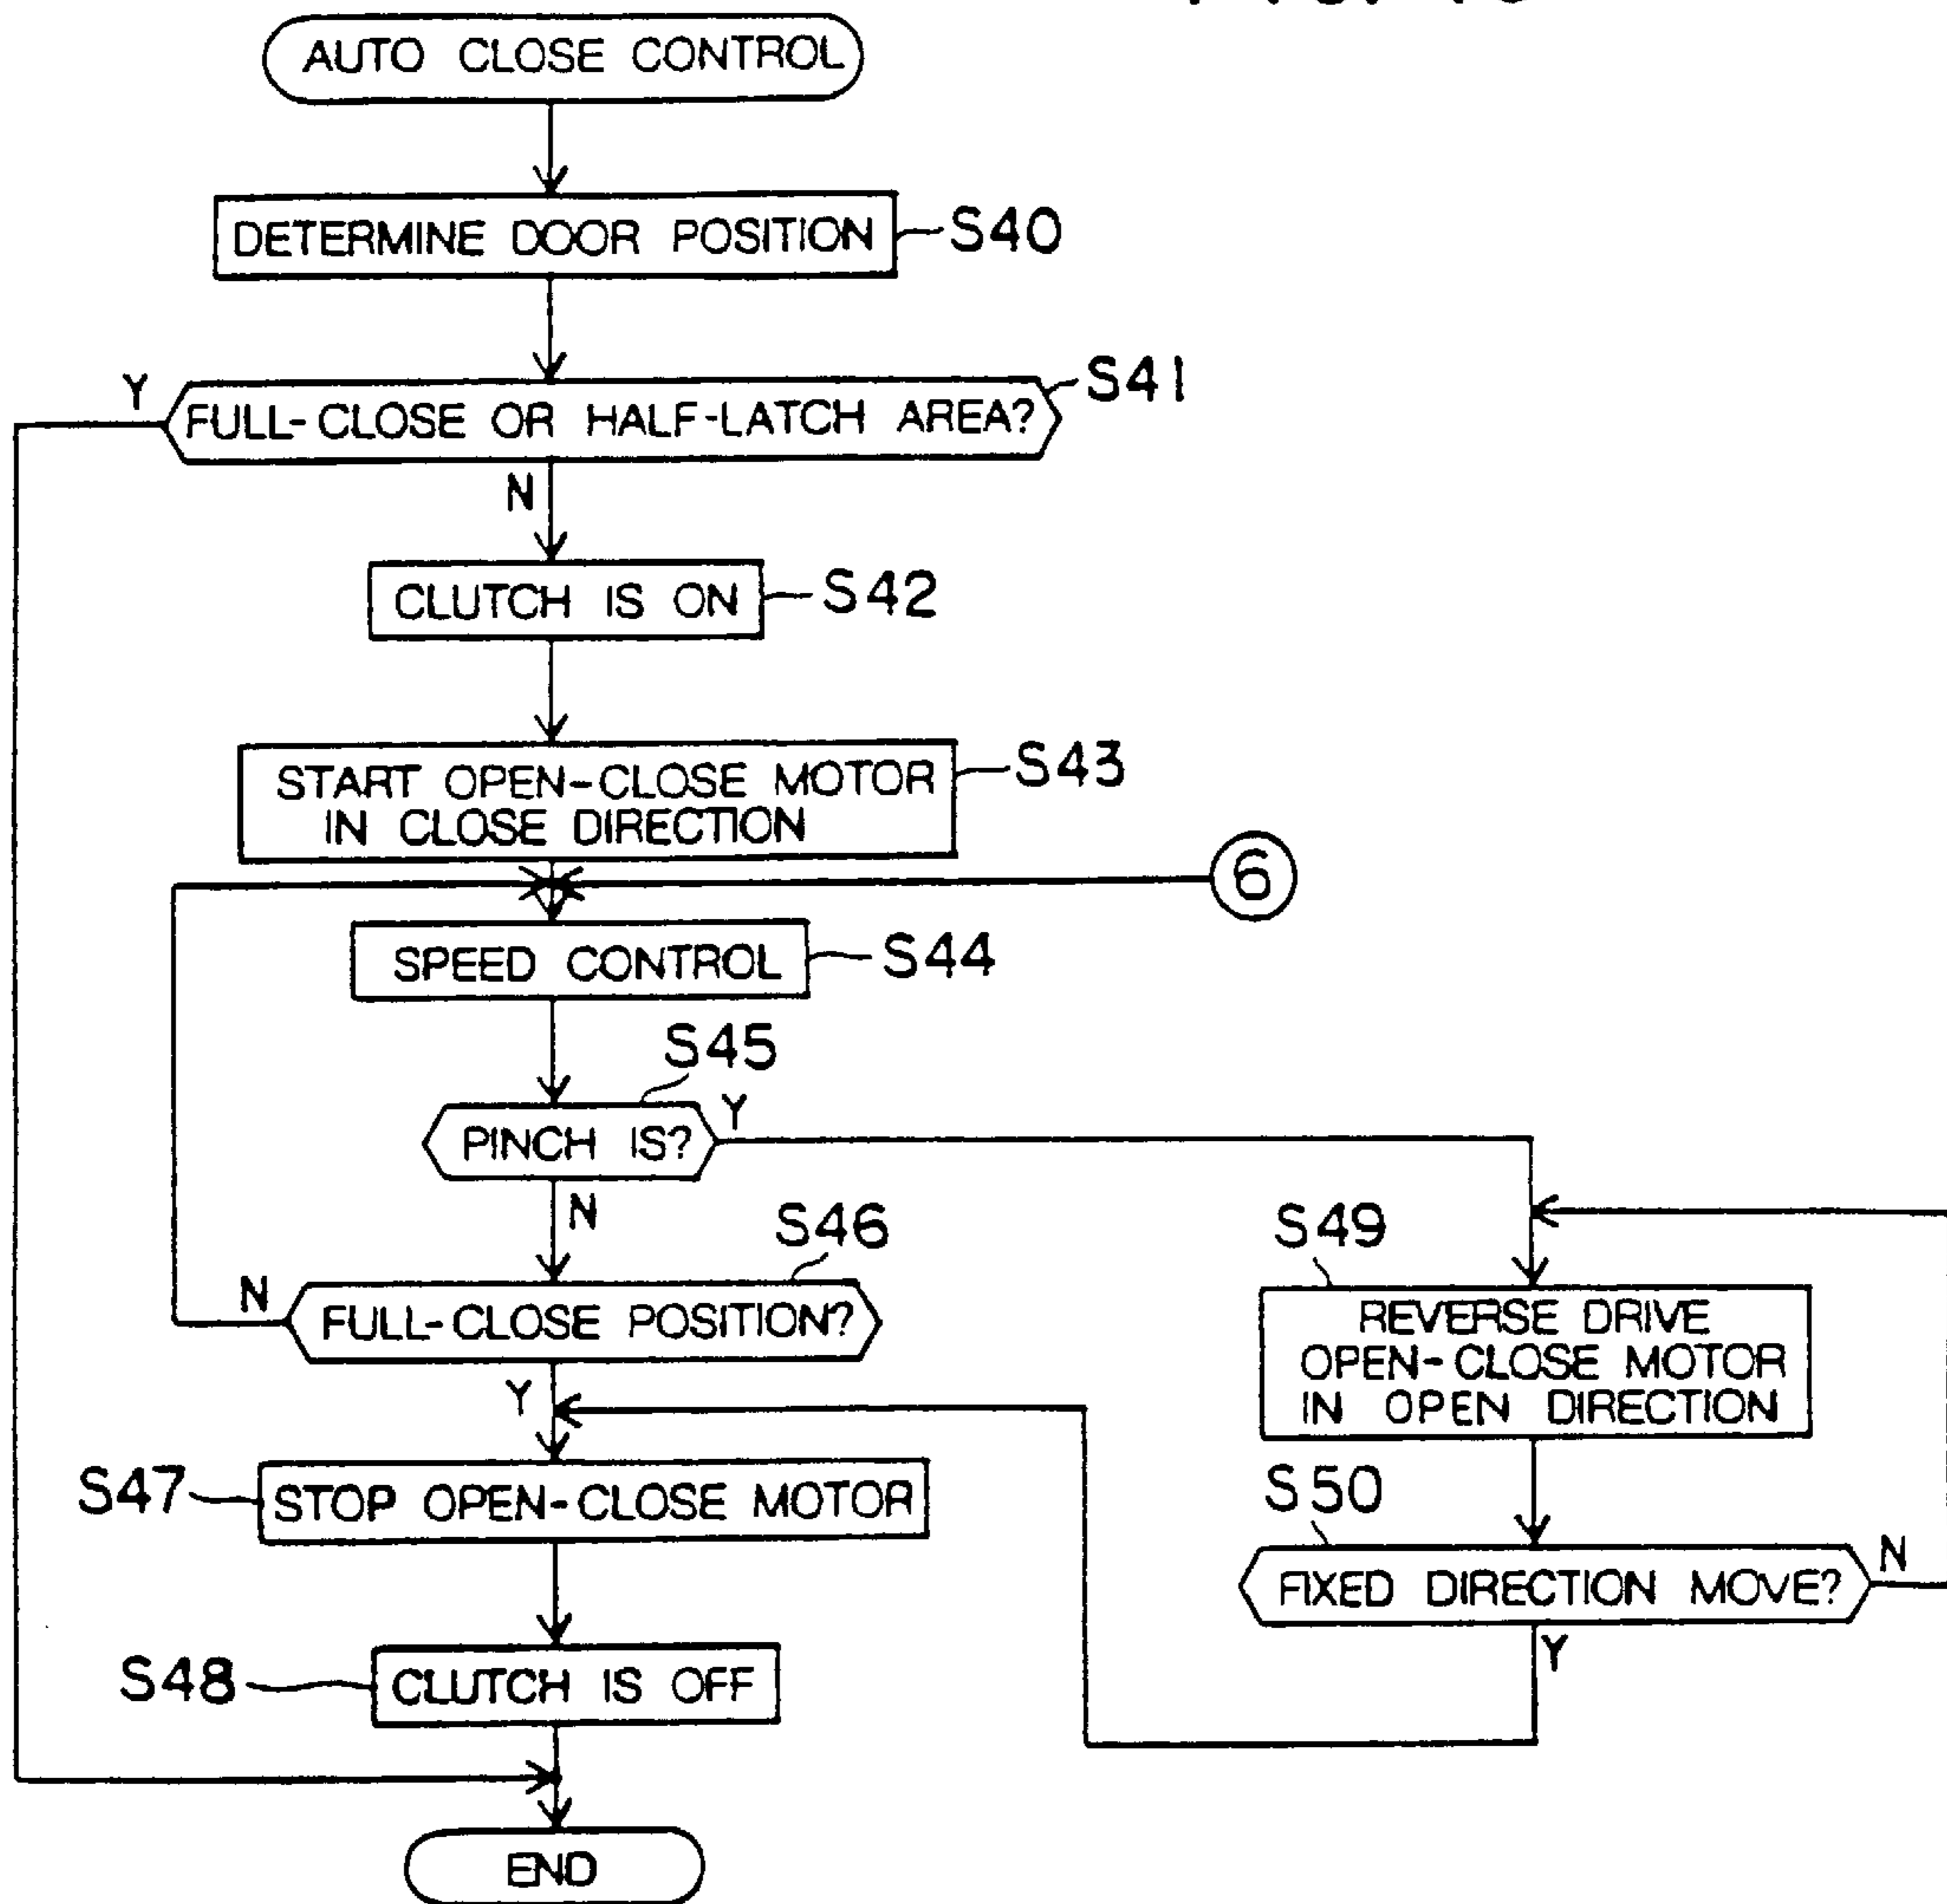 AUTO CLOSE CONTROL
DETERMINE DOOR POSITION
S40
Y
FULL-CLOSE OR HALF-LATCH AREA?
S41
N
CLUTCH IS ON
S42
START OPEN-CLOSE MOTOR
IN CLOSE DIRECTION
S43
6
SPEED CONTROL
S44
S45
PINCH IS?
Y
N
S46
N
FULL-CLOSE POSITION?
Y
S49
REVERSE DRIVE
OPEN-CLOSE MOTOR
IN OPEN DIRECTION
S47
STOP OPEN-CLOSE MOTOR
S50
FIXED DIRECTION MOVE?
N
Y
S48
CLUTCH IS OFF
END